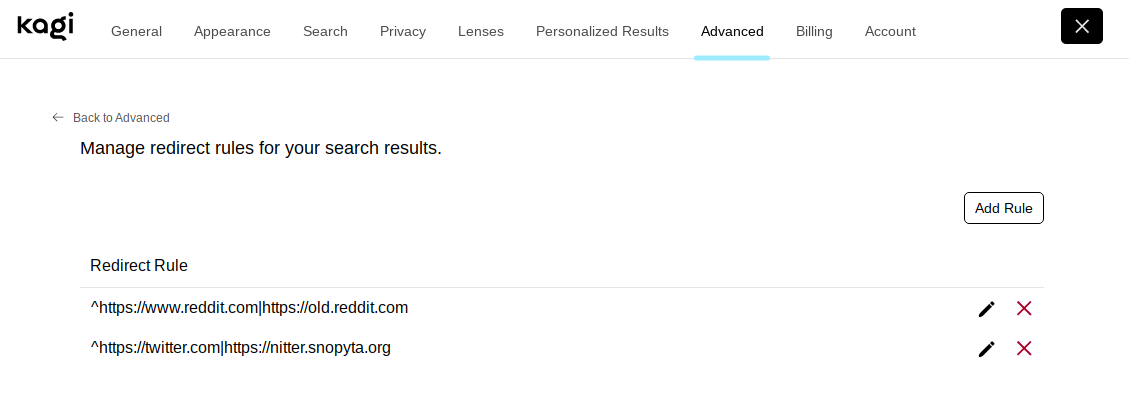 kagi General Appearance Search Privacy Lenses Personalized Results Advanced Billing Account
Back to Advanced
Manage redirect rules for your search results.
Add Rule
Redirect Rule
^https://www.reddit.com|https://old.reddit.com
^https://twitter.com|https://nitter.snopyta.org